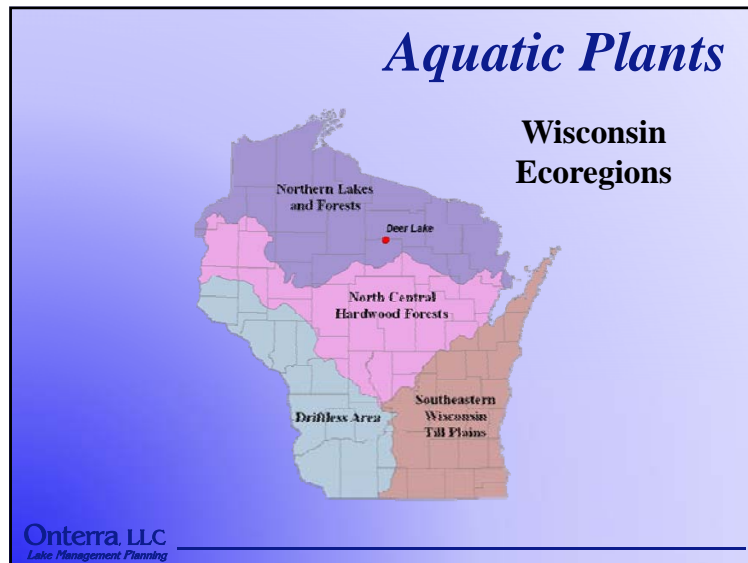 Aquatic Plants
Wisconsin
Ecoregions
Northern Lakes
and Forests
Deer Lake
North Central
Hardwood Forests
Driftless Area
Southeastern
Wisconsin
Till Plains
Onterra, LLC
Lake Management Planning